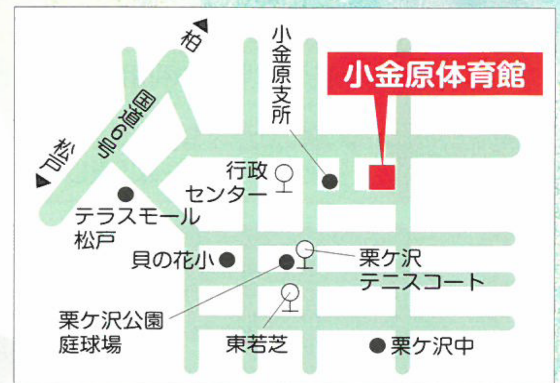 柏
小金原支所
小金原体育館
国道6号
松戸
行政
センター
テラスモール
松戸
貝の花小
栗ケ沢
テニスコート
栗ケ沢公園
庭球場
東若芝
栗ケ沢中